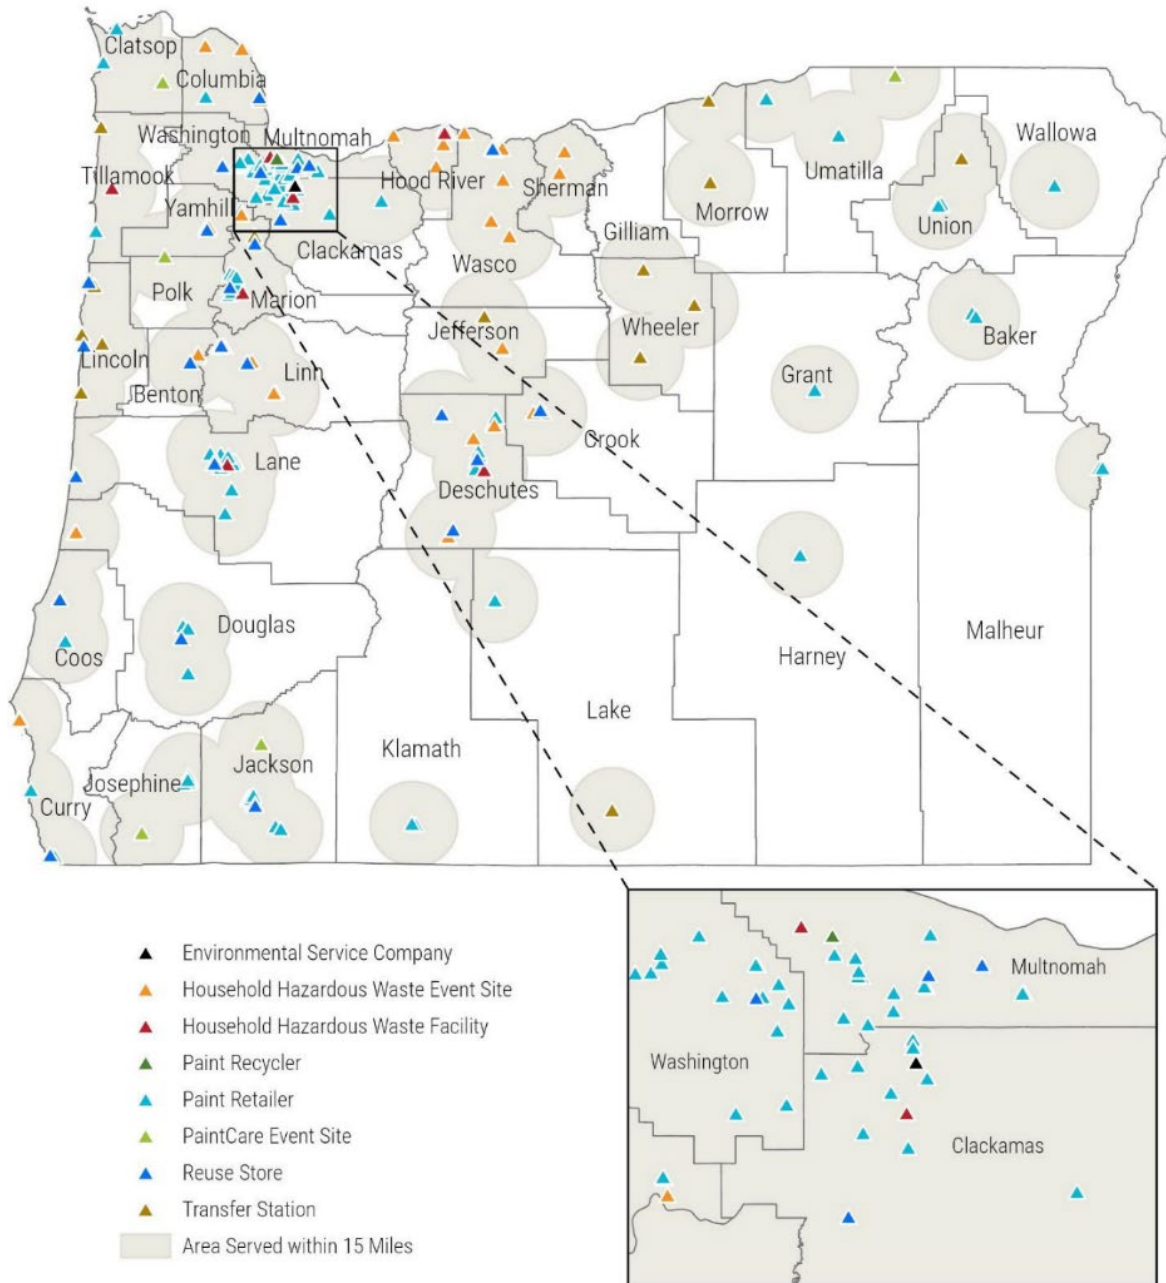 Clatsop
Columbia
Washington
Multnomah
Tillamook
Hood River
Sherman
Umatilla
Wallowa
Yamhill
Morrow
Union
Gilliam
Clackamas
Wasco
Polk
Marion
Jefferson
Wheeler
Baker
Lincoln
Linn
Grant
Benton
Crook
Lane
Deschutes
Douglas
Malheur
Coos
Harney
Lake
Klamath
Jackson
Josephine
Curry
Environmental Service Company
Household Hazardous Waste Event Site
Household Hazardous Waste Facility
Paint Recycler
Paint Retailer
PaintCare Event Site
Reuse Store
Transfer Station
Area Served within 15 Miles
Multnomah
Washington
Clackamas